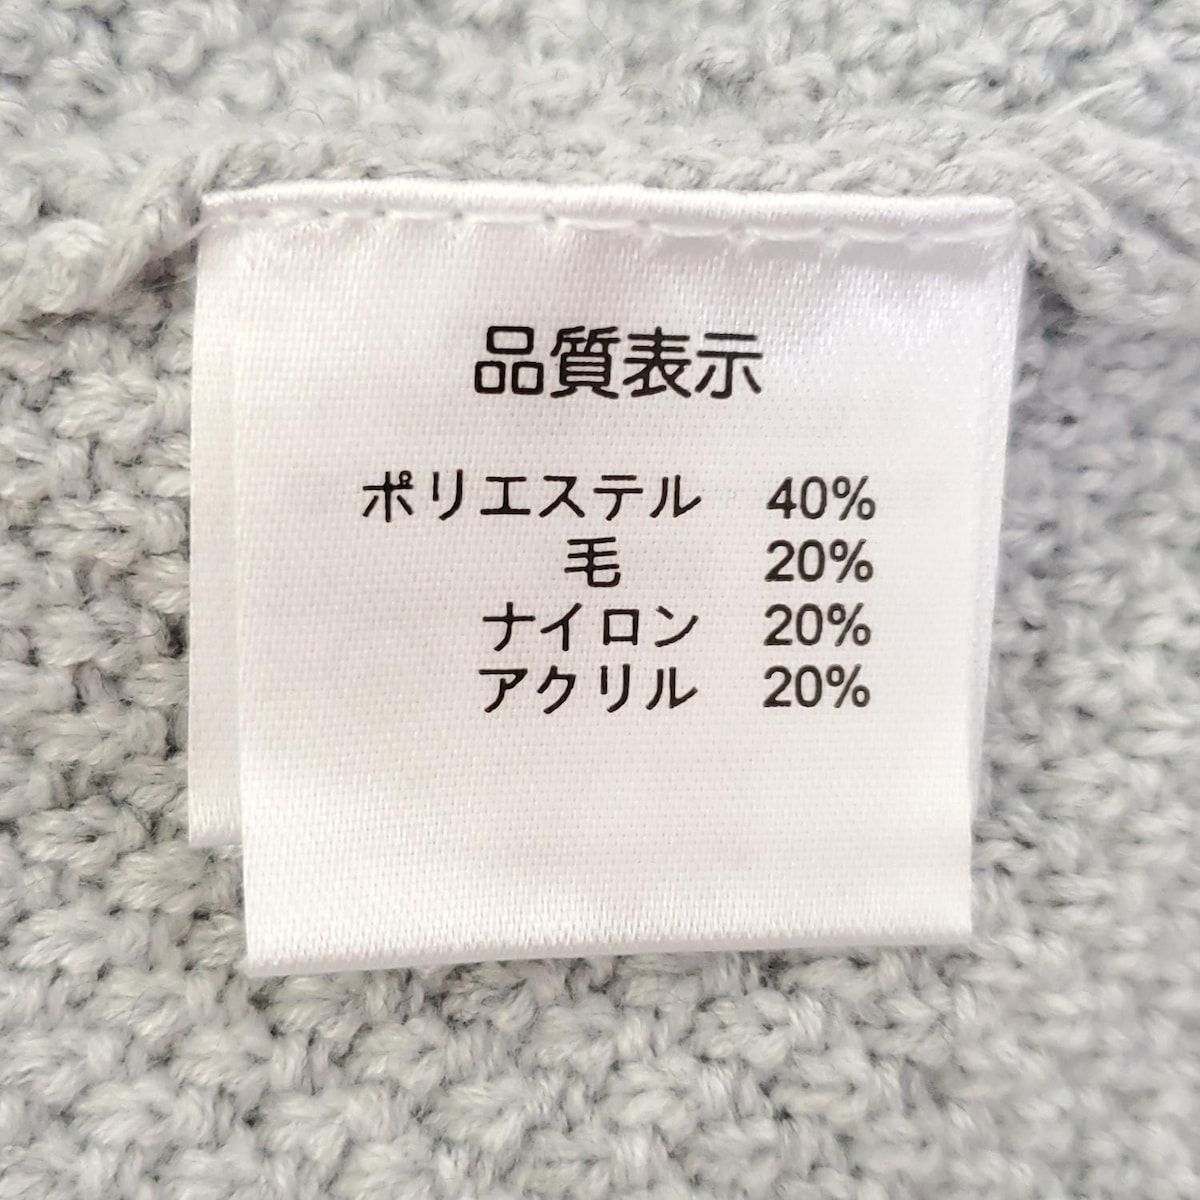 品質表示
ポリエステル 40%
毛 20%
ナイロン 20%
アクリル 20%